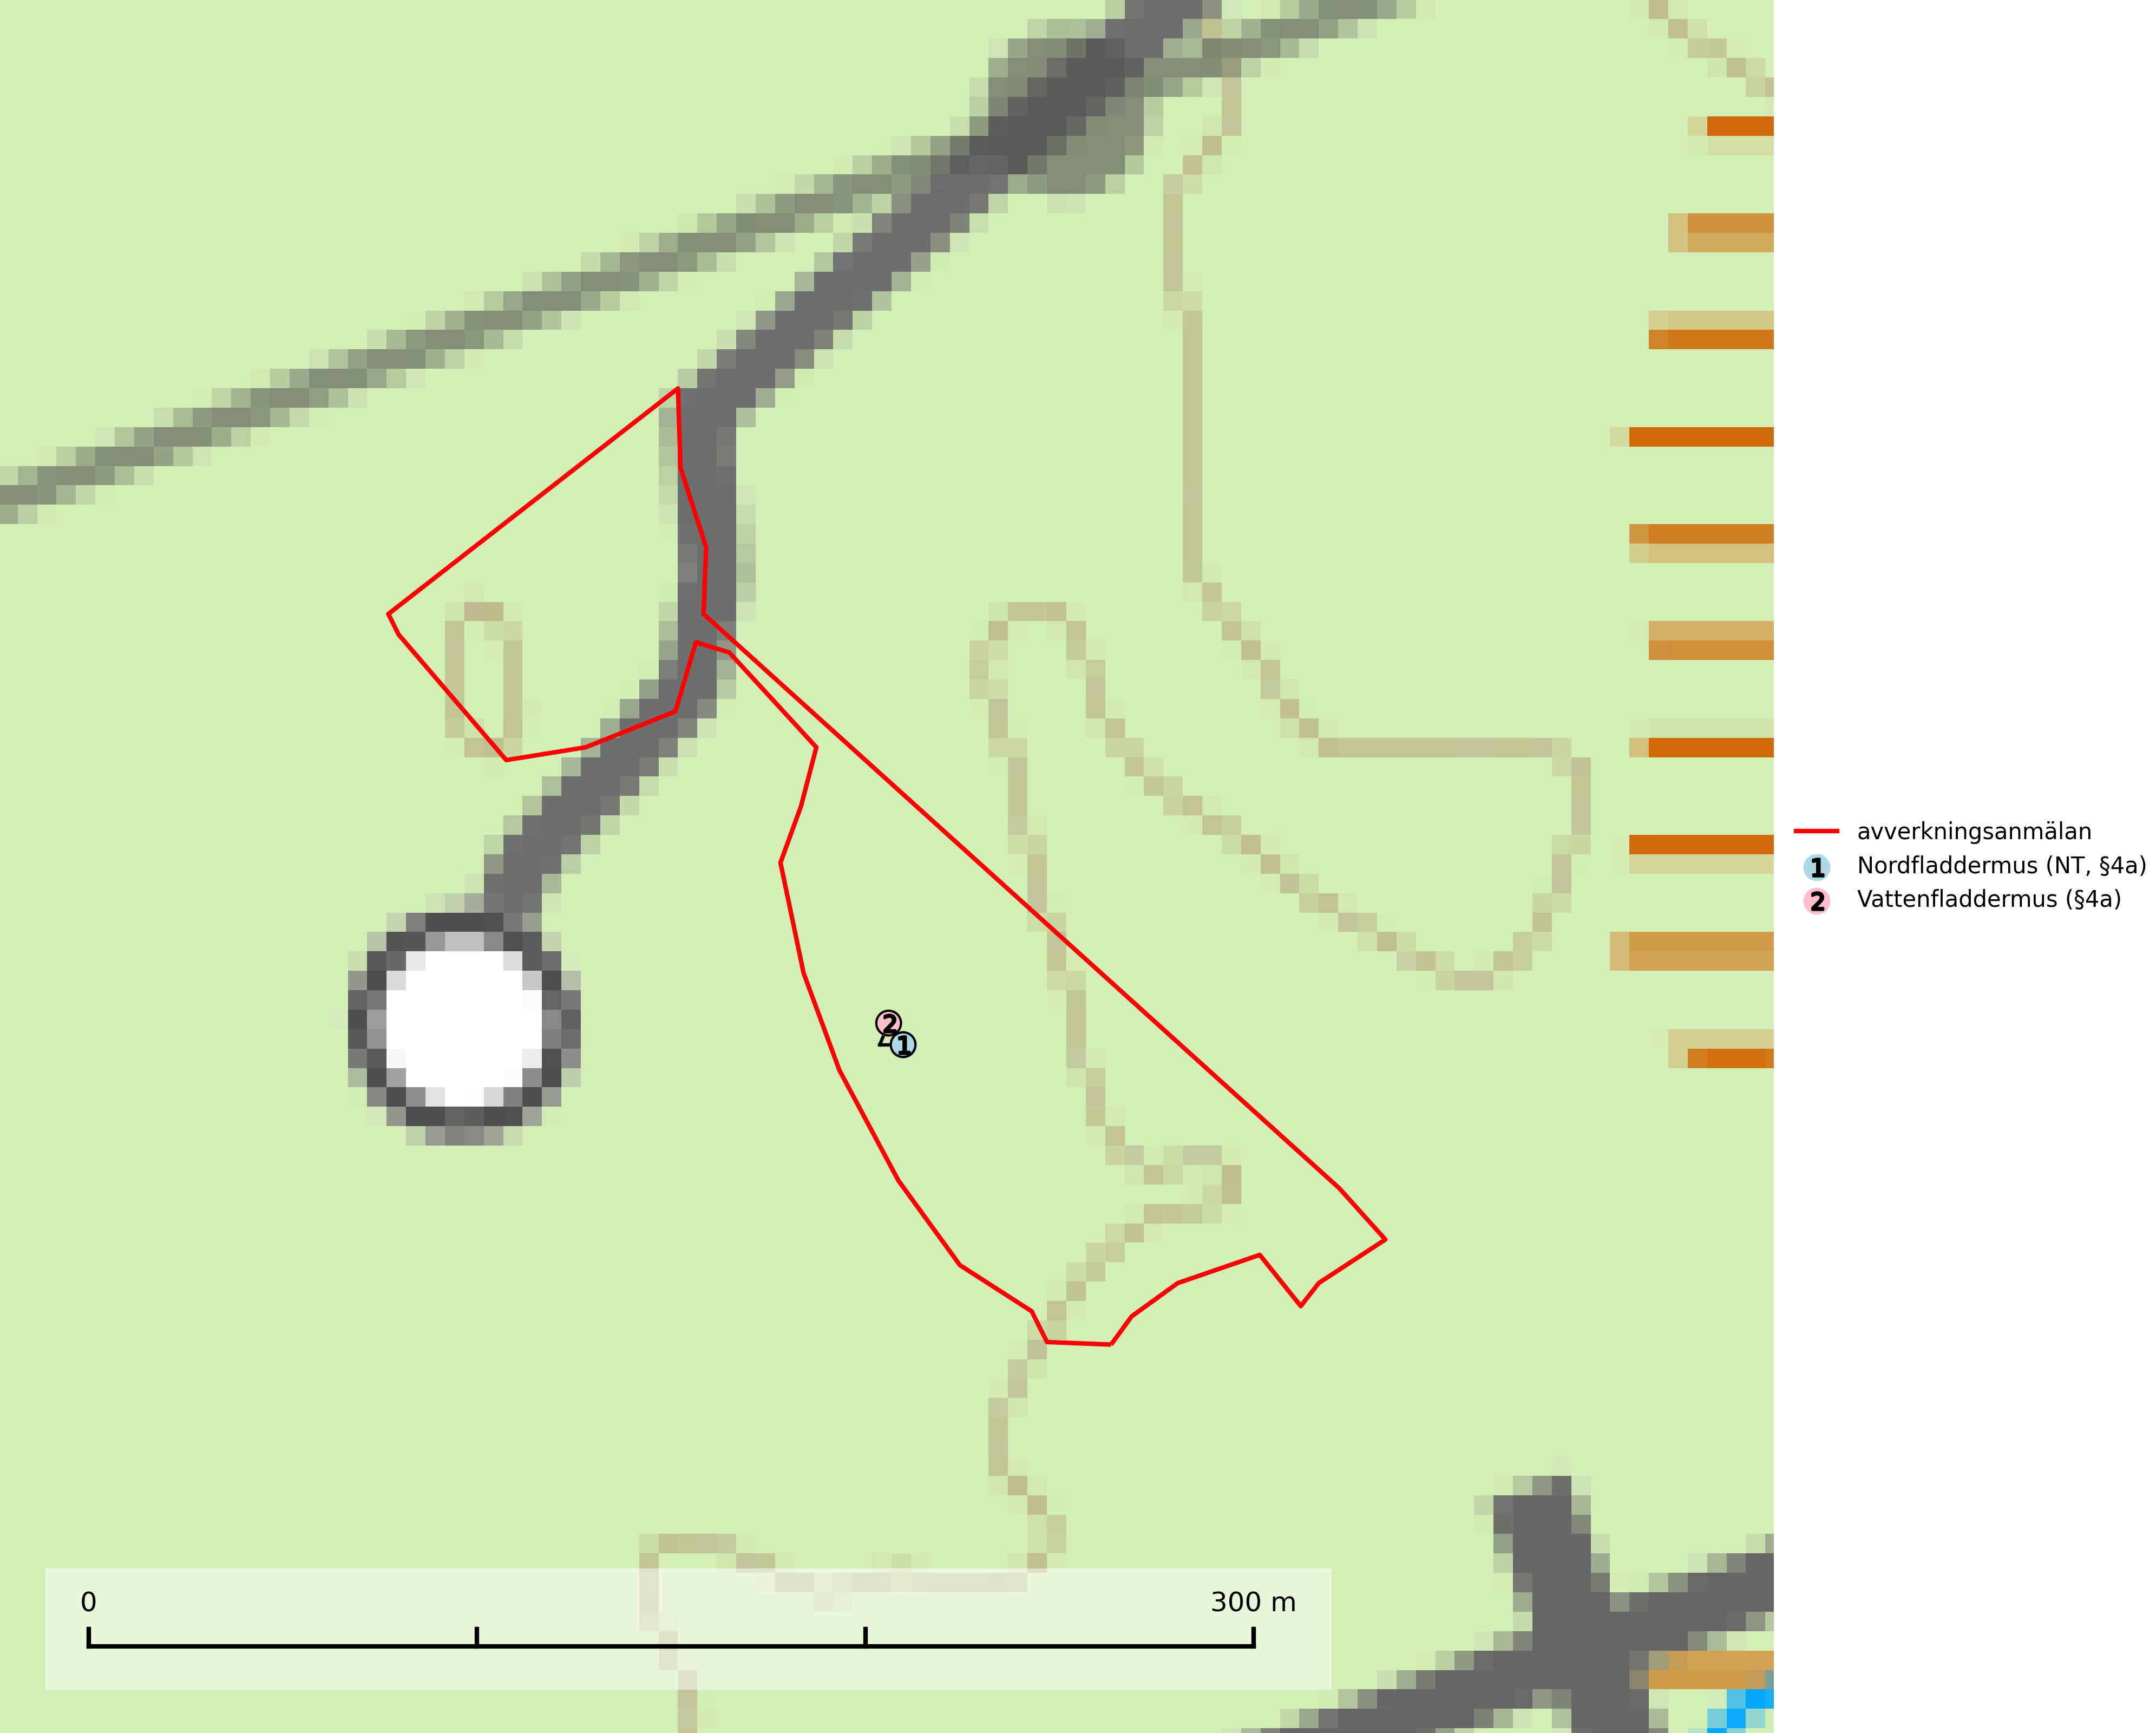 avverkningsanmälan
1 Nordfladdermus (NT, §4a)
2 Vattenfladdermus (§4a)
2
1
0 300 m